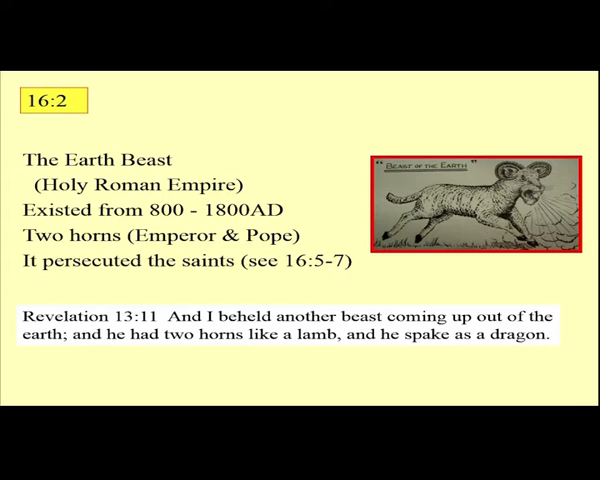 16:2
The Earth Beast
(Holy Roman Empire)
Existed from 800 - 1800AD
Two horns (Emperor & Pope)
It persecuted the saints (see 16:5-7)
"BEAST OF THE EARTH"
Revelation 13:11 And I beheld another beast coming up out of the
earth; and he had two horns like a lamb, and he spake as a dragon.